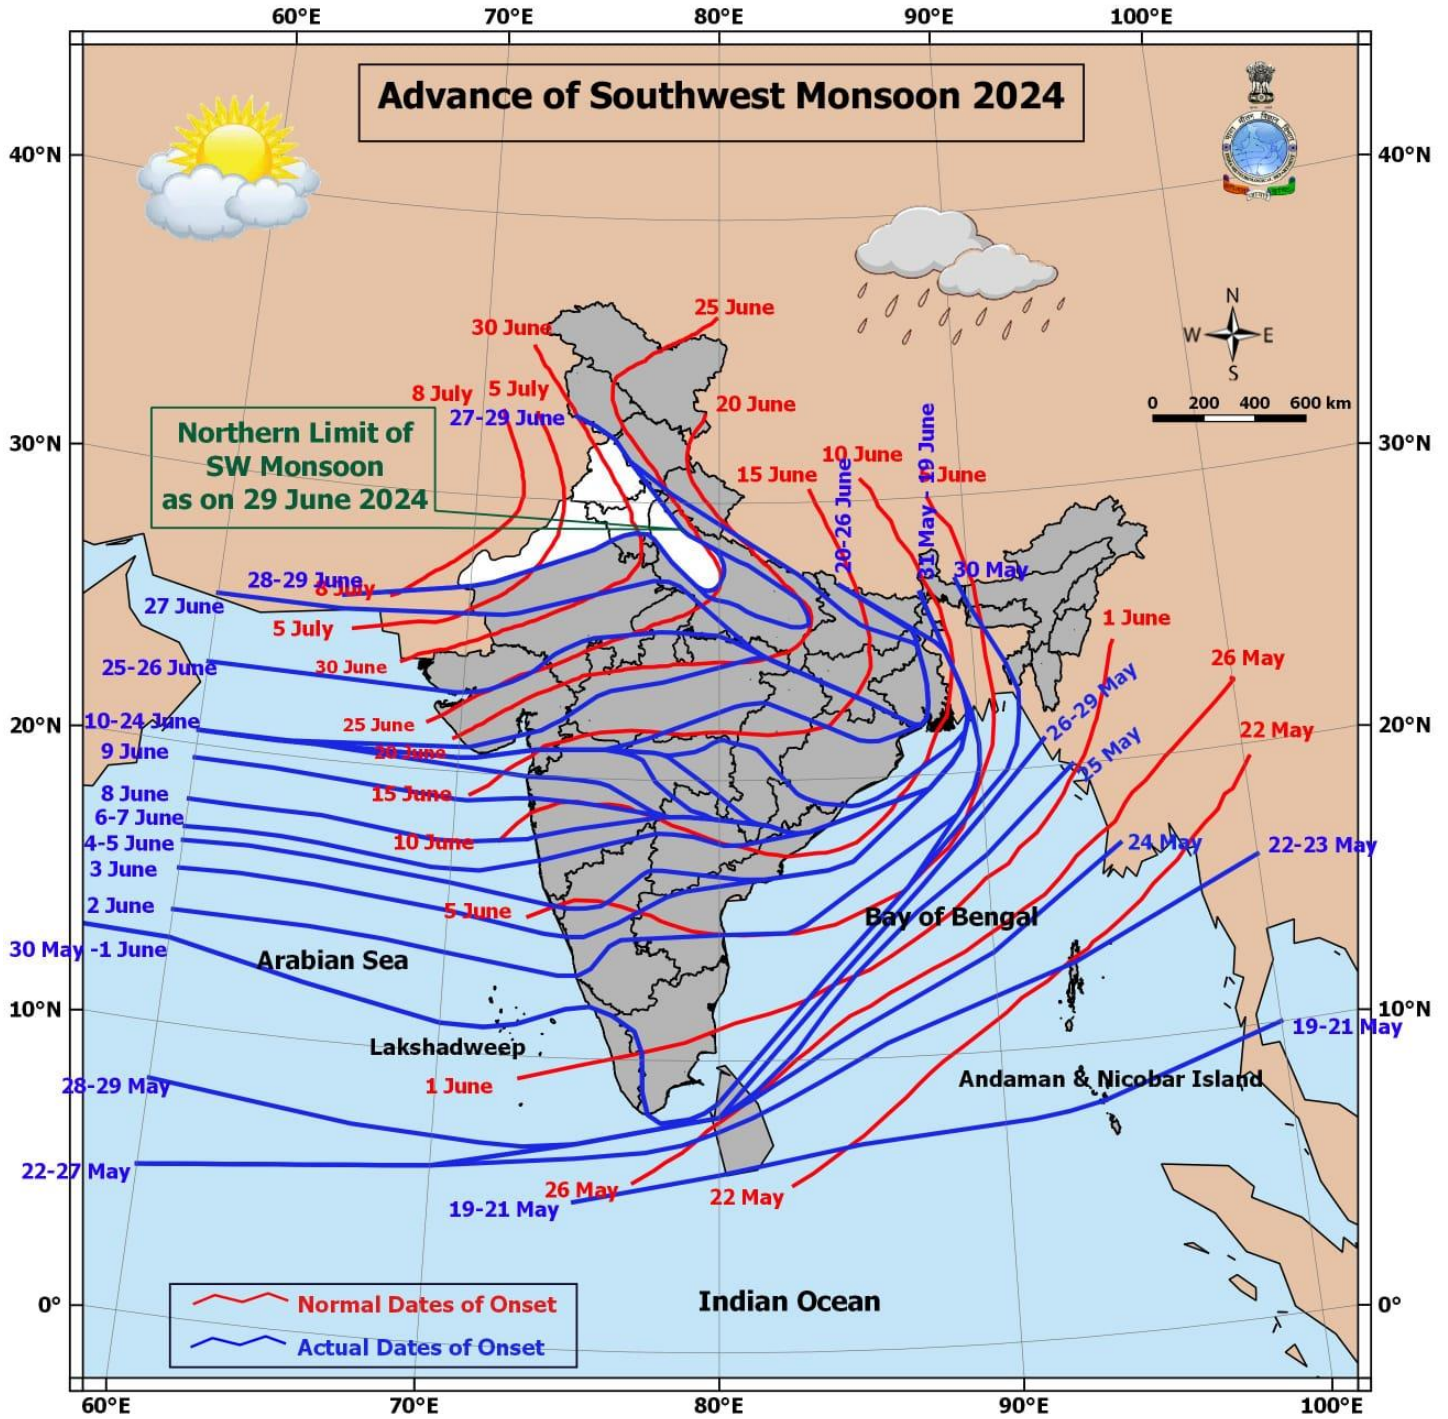 60°E 70°E 80°E 90°E 100°E
Advance of Southwest Monsoon 2024
40°N 40°N
N
W E
S
0 200 400 600 km
25 June
30 June
8 July 5 July
20 June
27-29 June
Northern Limit of
SW Monsoon
as on 29 June 2024
30°N 30°N
10 June
15 June
5 June
20-26 June
31 May - 19 June
30 May
28-29 June
8 July
27 June
5 July
1 June
30 June
26 May
25-26 June
26-29 May
10-24 June
25 June
20°N 20°N
22 May
9 June
20 June
25 May
8 June
15 June
6-7 June
4-5 June
10 June
24 May
22-23 May
3 June
2 June
5 June
Bay of Bengal
30 May -1 June
Arabian Sea
10°N 10°N
19-21 May
Lakshadweep
28-29 May
1 June
Andaman & Nicobar Island
22-27 May
26 May
22 May
19-21 May
0° 0°
Indian Ocean
Normal Dates of Onset
Actual Dates of Onset
60°E 70°E 80°E 90°E 100°E